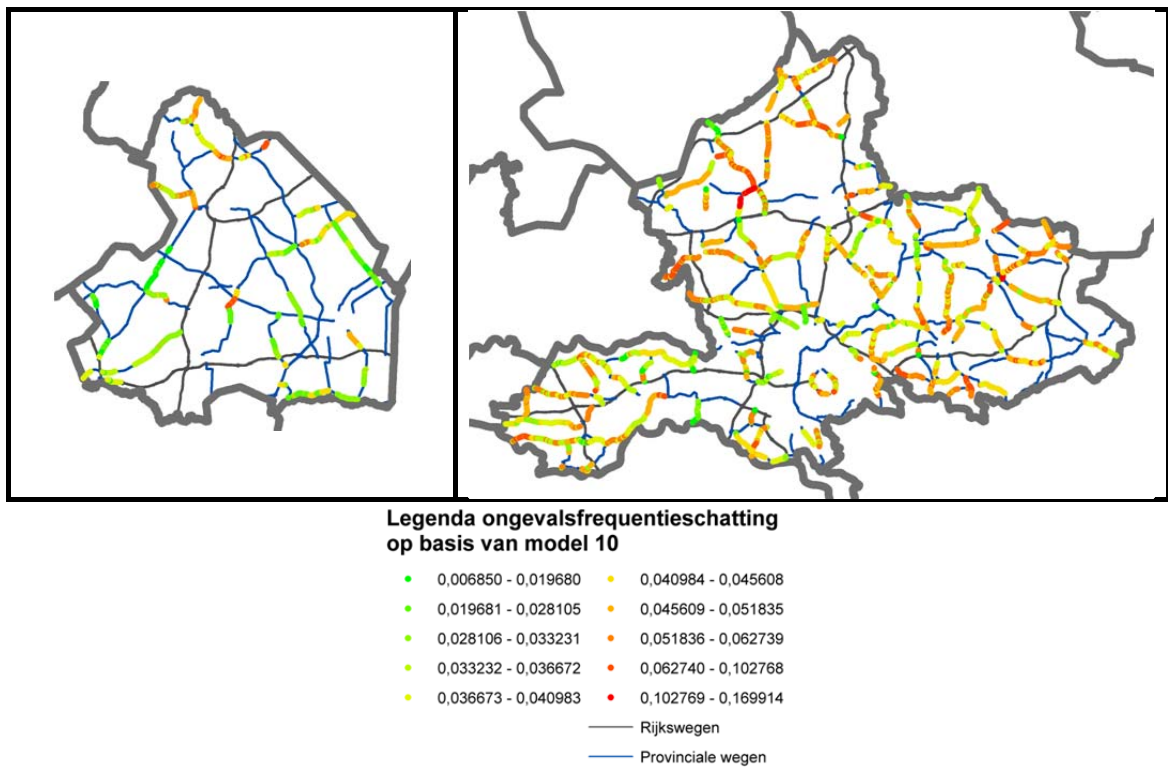 Legenda ongevalsfrequentieschatting
op basis van model 10
0,006850 - 0,019680
0,019681 - 0,028105
0,028106 - 0,033231
0,033232 - 0,036672
0,036673 - 0,040983
0,040984 - 0,045608
0,045609 - 0,051835
0,051836 - 0,062739
0,062740 - 0,102768
0,102769 - 0,169914
Rijkswegen
Provinciale wegen